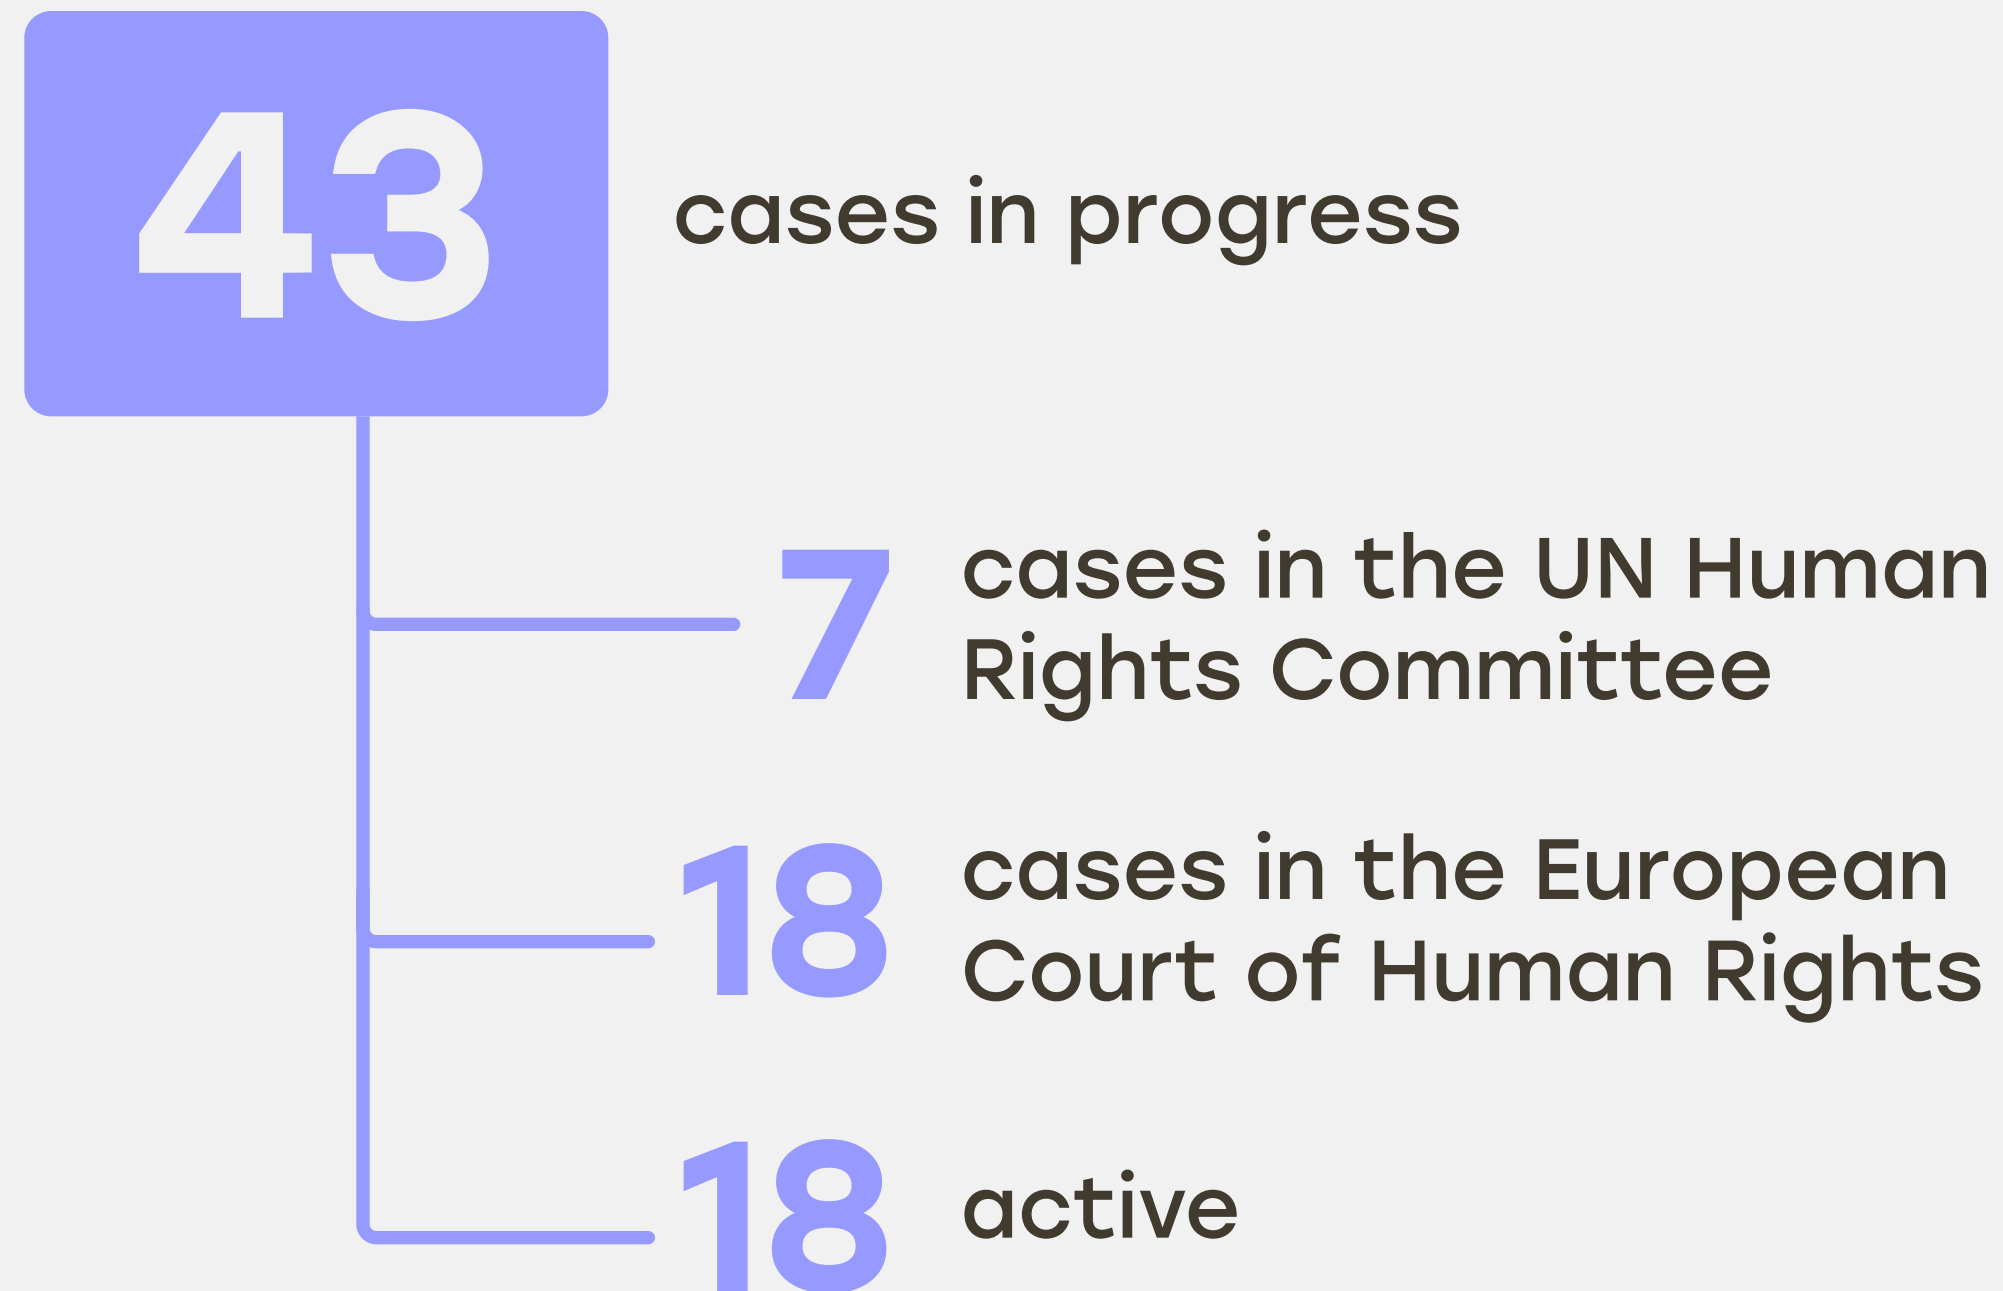 43 cases in progress
7 cases in the UN Human
Rights Committee
18 cases in the European
Court of Human Rights
18 active